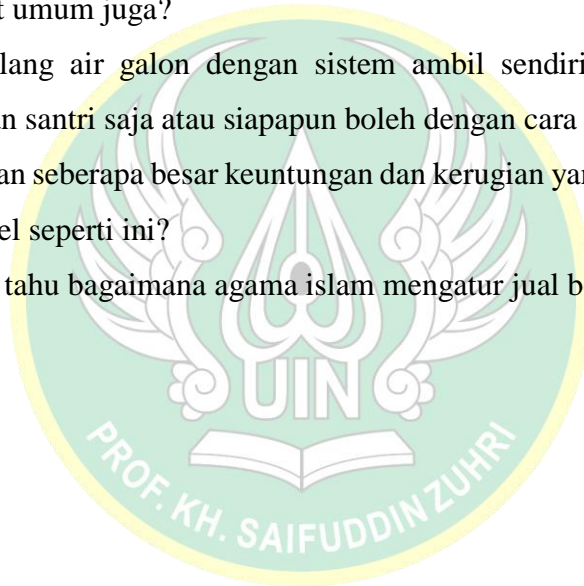 t umum juga?
lang air galon dengan sistem ambil sendiri
n santri saja atau siapapun boleh dengan cara
an seberapa besar keuntungan dan kerugian yan
el seperti ini?
tahu bagaimana agama islam mengatur jual b
UIN
PROF. KH. SAIFUDDIN ZUHRI